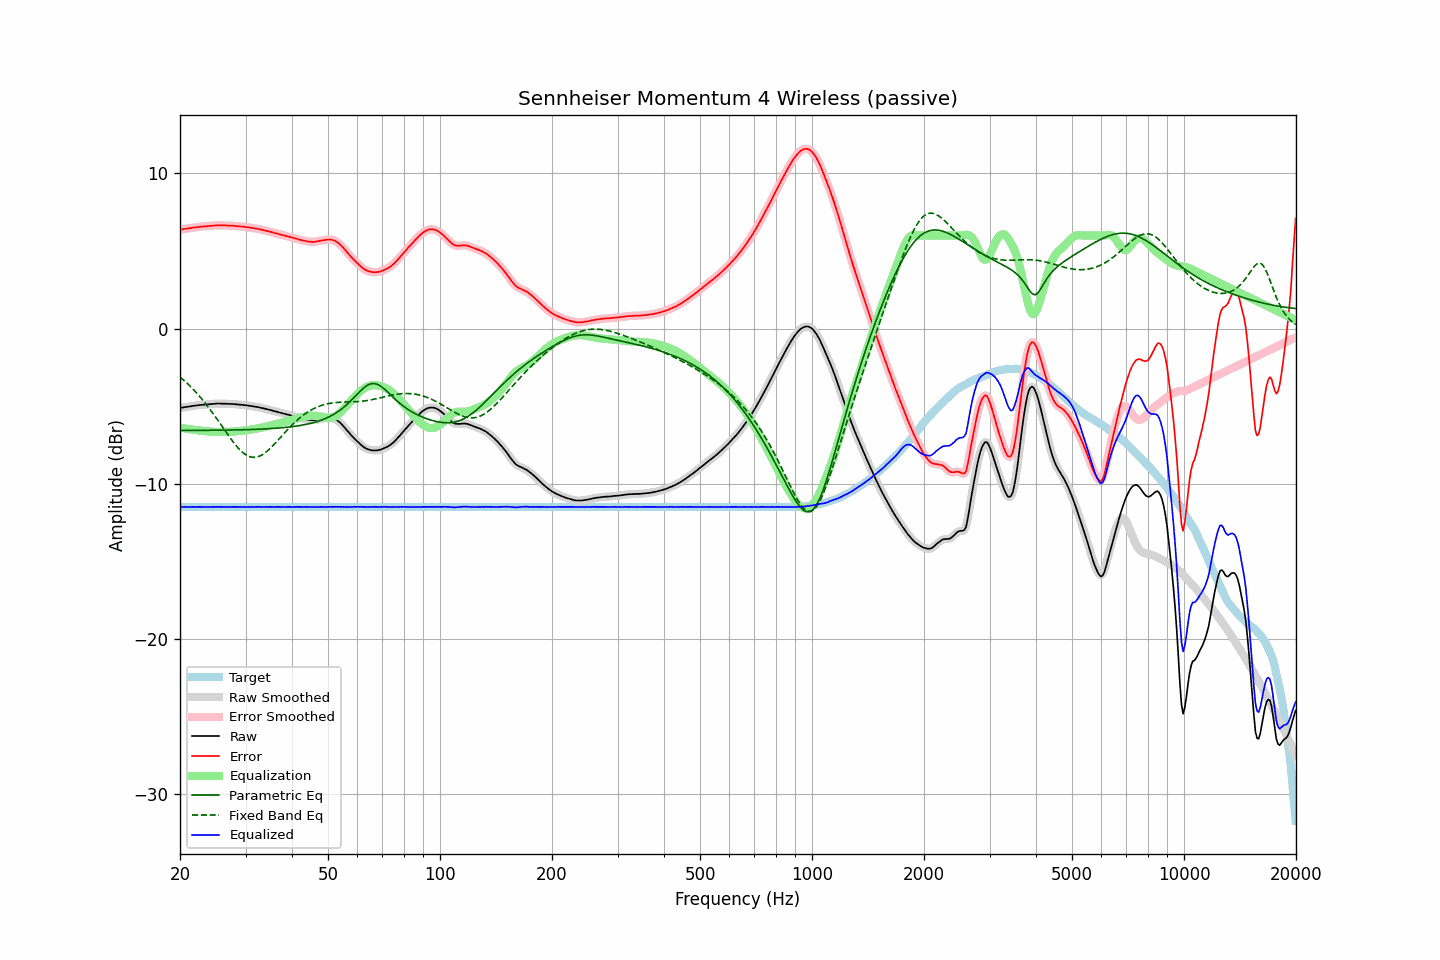 Sennheiser Momentum 4 Wireless (passive)
Amplitude (dBr)
10
0
−10
−20
−30
Target
Raw Smoothed
Error Smoothed
Raw
Error
Equalization
Parametric Eq
Fixed Band Eq
Equalized
20 50 100 200 500 1000 2000 5000 10000 20000
Frequency (Hz)